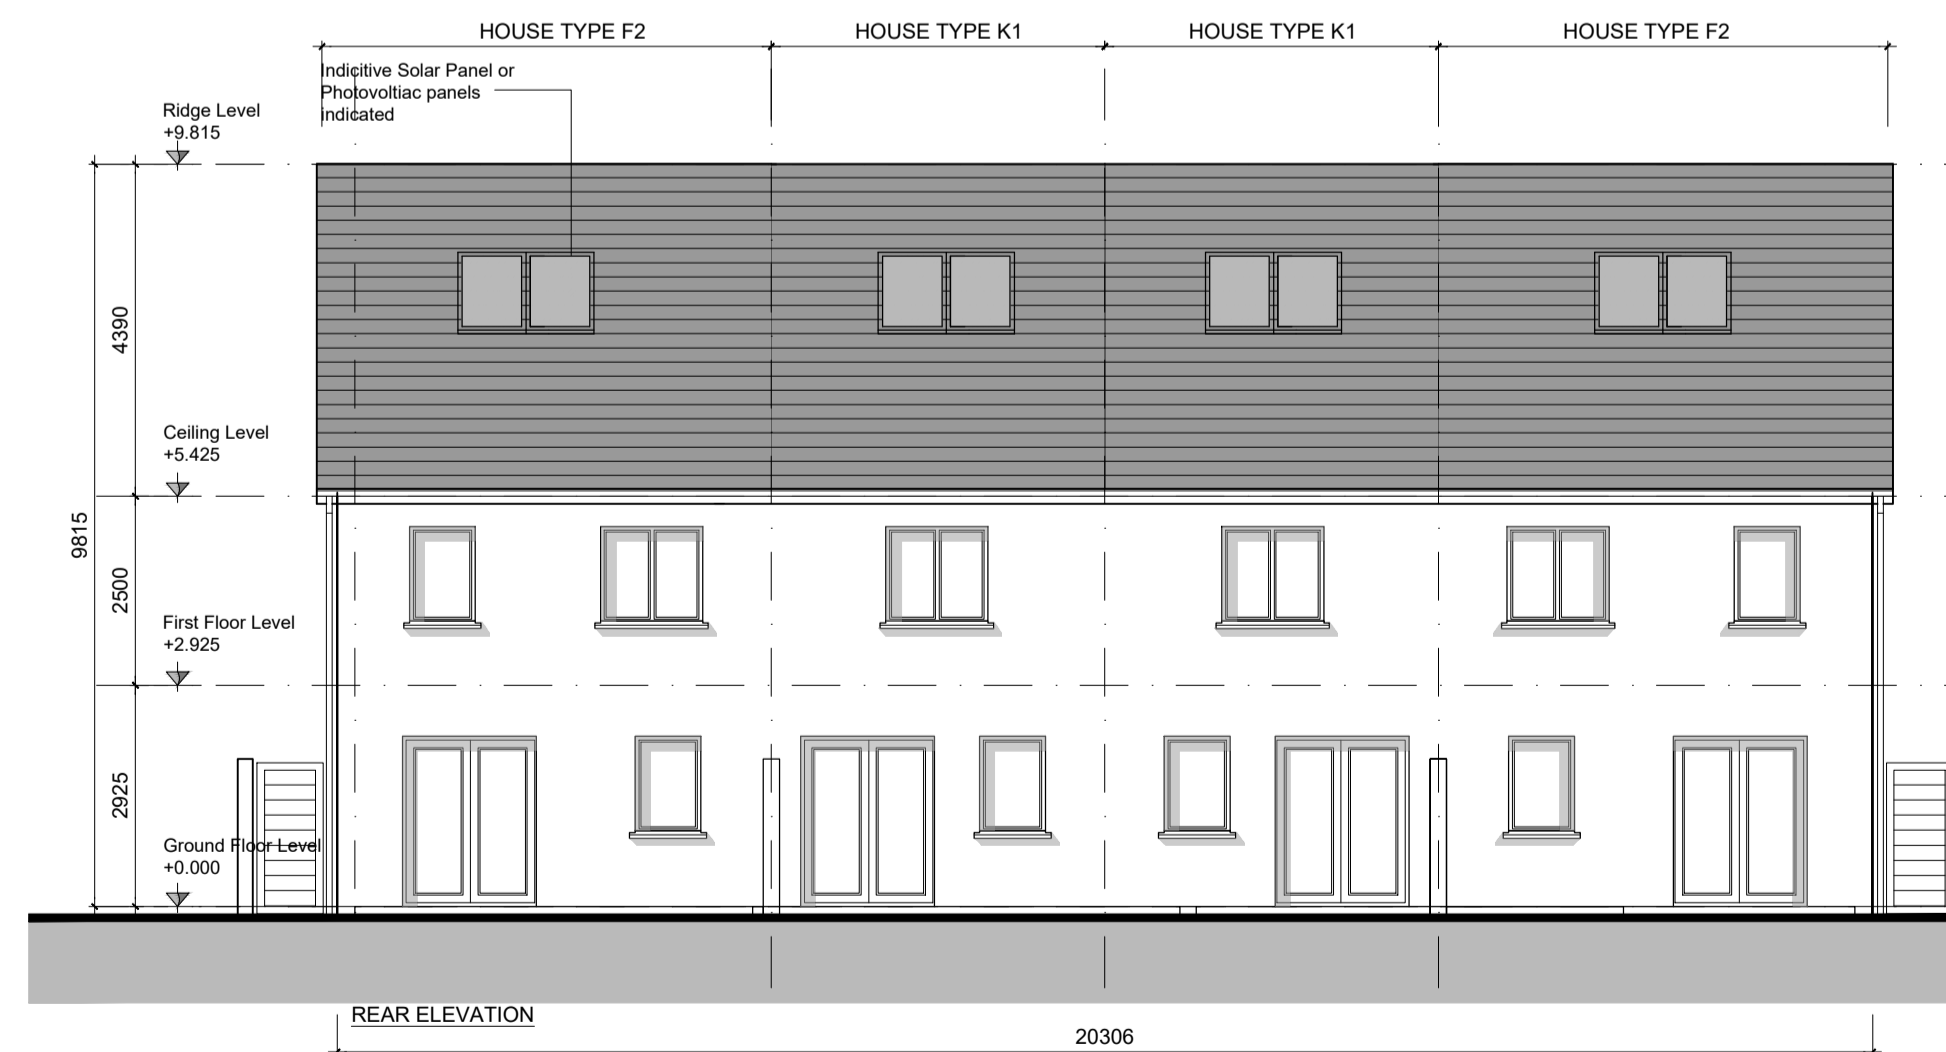 HOUSE TYPE F2
HOUSE TYPE K1
HOUSE TYPE K1
HOUSE TYPE F2
Indicitive Solar Panel or
Photovoltiac panels
indicated
Ridge Level
+9.815
4390
Ceiling Level
+5.425
9815
2500
First Floor Level
+2.925
2925
Ground Floor Level
+0.000
REAR ELEVATION
20306